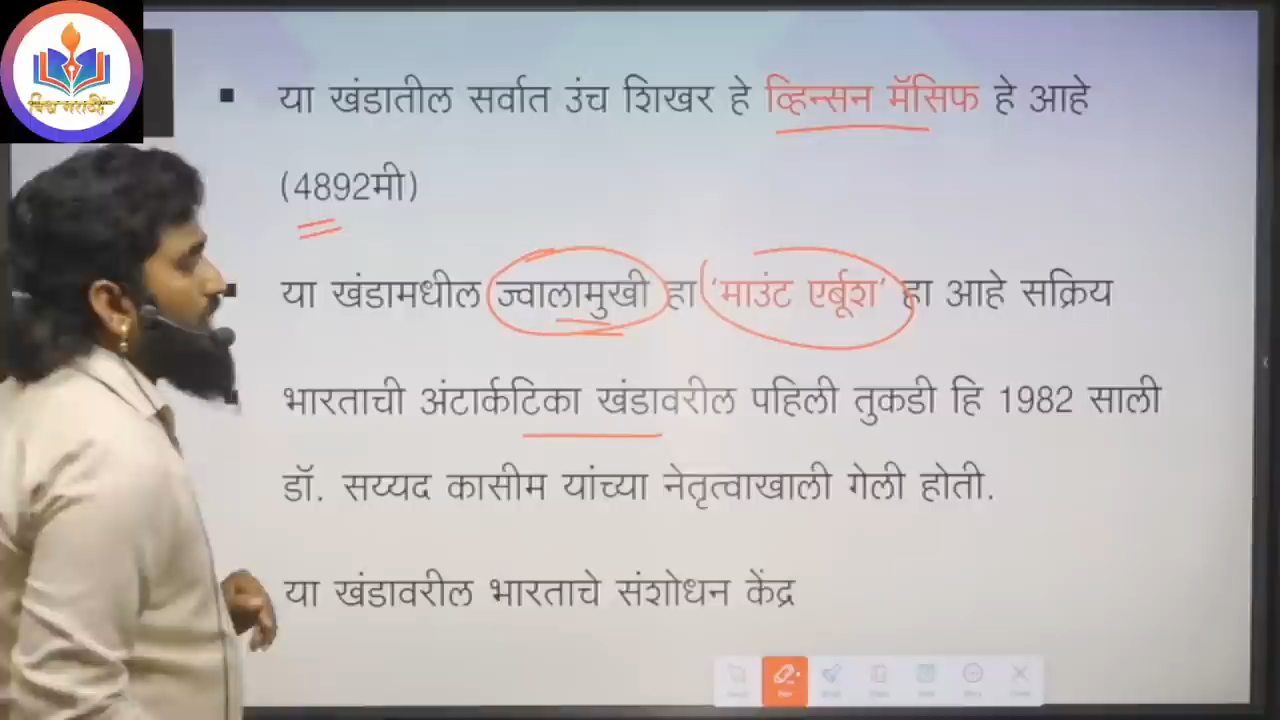 विश्व मराठी
या खंडातील सर्वात उंच शिखर हे व्हिन्सन मॅसिफ हे आहे
(4892मी)
या खंडामधील ज्वालामुखी हा 'माउंट एर्बूश' हा आहे सक्रिय
भारताची अंटार्कटिका खंडावरील पहिली तुकडी हि 1982 साली
डॉ. सय्यद कासीम यांच्या नेतृत्वाखाली गेली होती.
या खंडावरील भारताचे संशोधन केंद्र